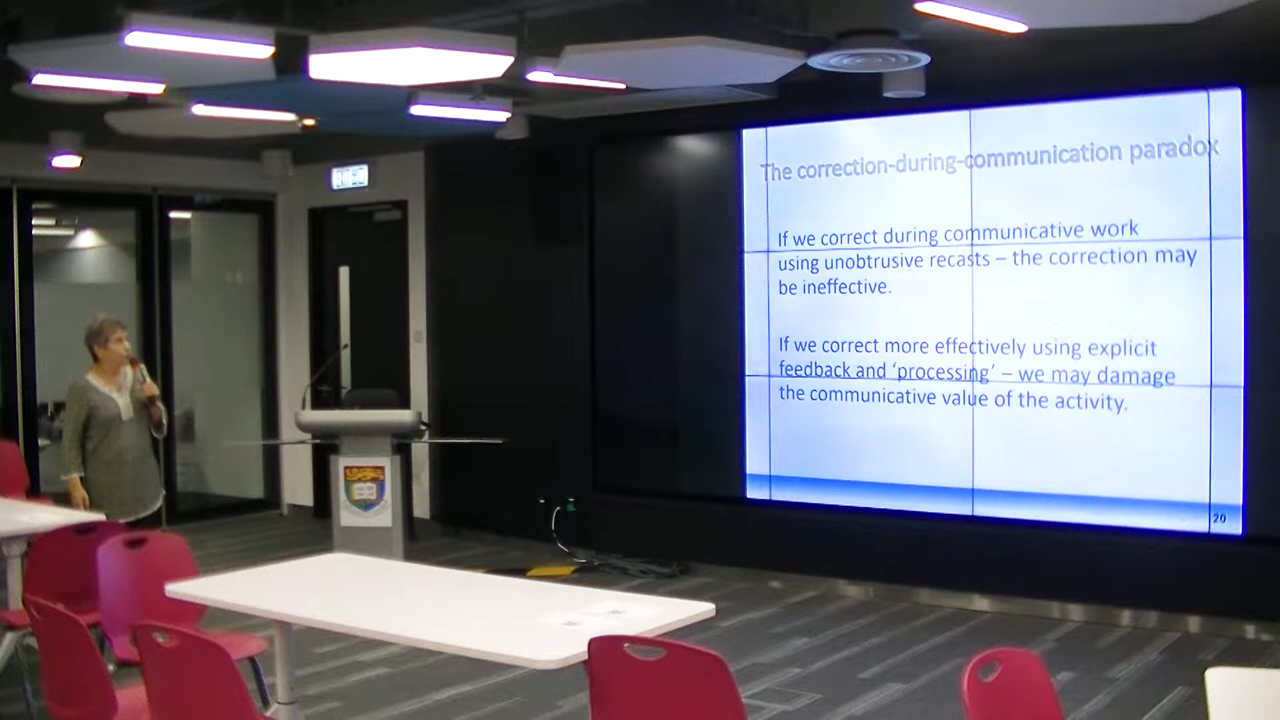 The correction-during-communication paradox
If we correct during communicative work
using unobtrusive recasts – the correction may
be ineffective.
If we correct more effectively using explicit
feedback and ‘processing’ – we may damage
the communicative value of the activity.
20